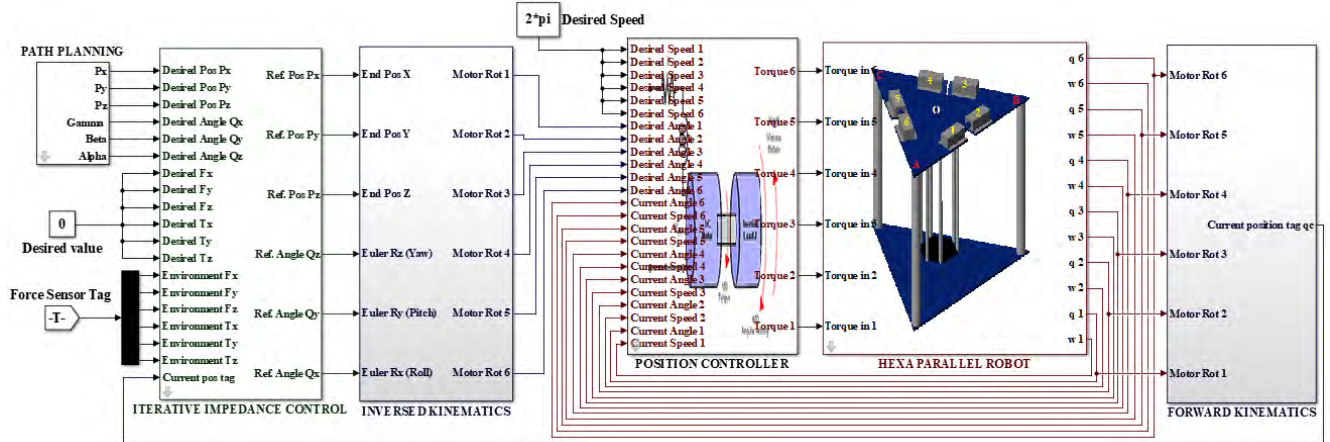 2*pi
Desired Speed
PATH PLANNING
Px
Py
Pz
Gamma
Beta
Alpha
0
Desired value
Force Sensor Tag
-T-
Desired Pos Px
Desired Pos Py
Desired Pos Pz
Desired Angle Qx
Desired Angle Qy
Desired Angle Qz
Desired Fx
Desired Fy
Desired Fz
Desired Tx
Desired Ty
Desired Tz
Environment Fx
Environment Fy
Environment Fz
Environment Tx
Environment Ty
Environment Tz
Current pos tag
Ref. Pos Px
Ref. Pos Py
Ref. Pos Pz
Ref. Angle Qz
Ref. Angle Qy
Ref. Angle Qx
ITERATIVE IMPEDANCE CONTROL
End Pos X
End Pos Y
End Pos Z
Euler Rz (Yaw)
Euler Ry (Pitch)
Euler Rx (Roll)
Motor Rot 1
Motor Rot 2
Motor Rot 3
Motor Rot 4
Motor Rot 5
Motor Rot 6
INVERSED KINEMATICS
Desired Speed 1
Desired Speed 2
Desired Speed 3
Desired Speed 4
Desired Speed 5
Desired Speed 6
Desired Angle 1
Desired Angle 2
Desired Angle 3
Desired Angle 4
Desired Angle 5
Desired Angle 6
Current Angle 6
Current Speed 6
Current Angle 5
Current Speed 5
Current Angle 4
Current Speed 4
Current Angle 3
Current Speed 3
Current Angle 2
Current Speed 2
Current Angle 1
Current Speed 1
Torque 6
Torque 5
Torque 4
Torque 3
Torque 2
Torque 1
POSITION CONTROLLER
Torque in 6
Torque in 5
Torque in 4
Torque in 3
Torque in 2
Torque in 1
C
B
A
O
4
3
5
6
1
2
q 6
w 6
q 5
w 5
q 4
w 4
q 3
w 3
q 2
w 2
q 1
w 1
HEXA PARALLEL ROBOT
Motor Rot 6
Motor Rot 5
Motor Rot 4
Motor Rot 3
Motor Rot 2
Motor Rot 1
Current position tag qc
FORWARD KINEMATICS